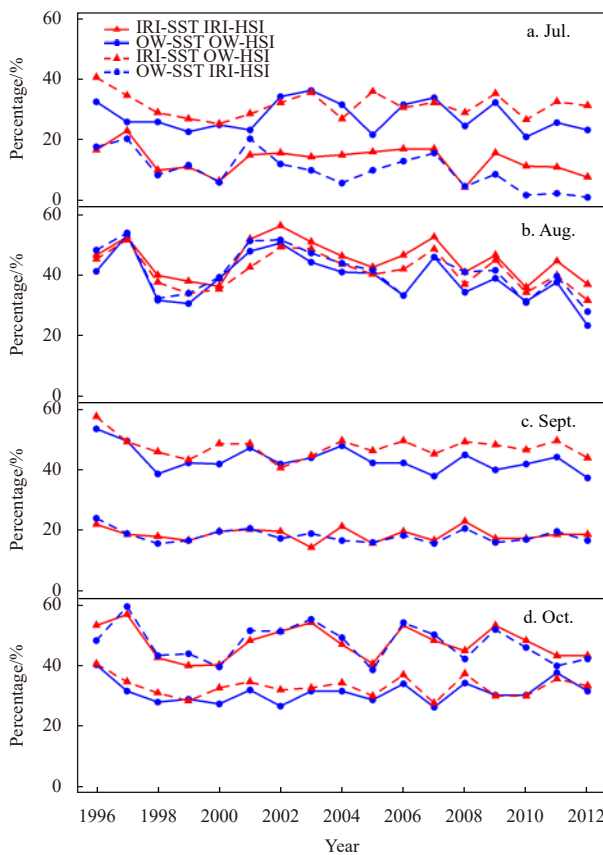 60
40
20
0
Percentage/%
IRI-SST IRI-HSI
OW-SST OW-HSI
IRI-SST OW-HSI
OW-SST IRI-HSI
a. Jul.
60
40
20
0
Percentage/%
b. Aug.
60
40
20
0
Percentage/%
c. Sept.
60
40
20
0
Percentage/%
d. Oct.
1996 1998 2000 2002 2004 2006 2008 2010 2012
Year